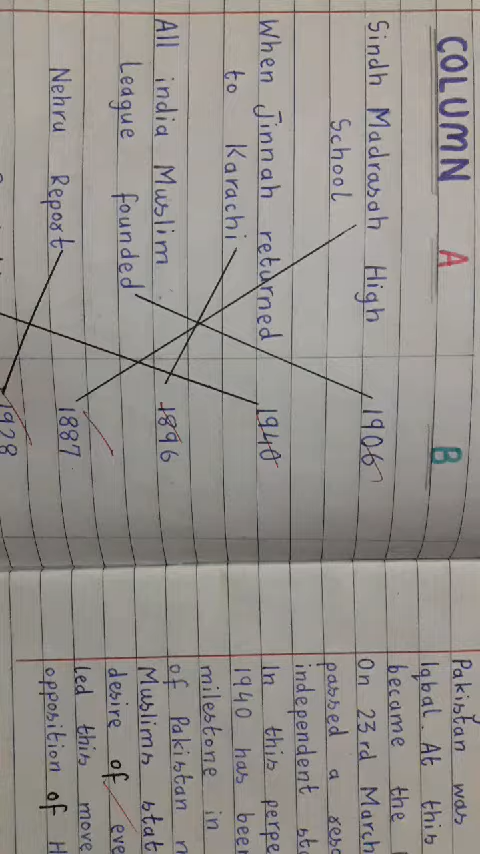 COLUMN A B
Sindh Madrasah High 1906
School
When Jinnah returned 1940
to Karachi
All india Muslim 1896
League founded
Nehru Report 1887
1928
Pakistan was
Iqbal. At this
became the
On 23rd March
passed a
independent
In this
1940 has been
milestone in
of Pakistan
Muslims
desire of
led this move
opposition of H